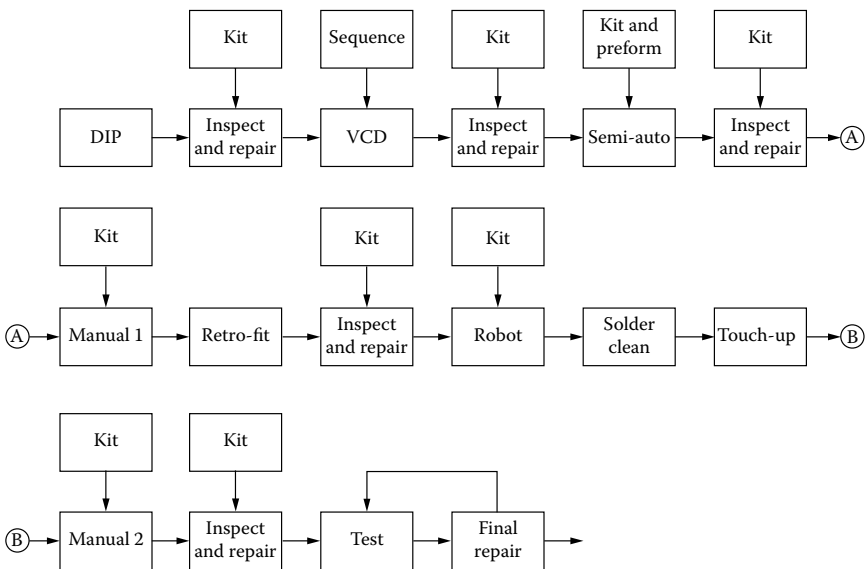 Kit
Sequence
Kit
Kit and
preform
Kit
DIP
Inspect
and repair
VCD
Inspect
and repair
Semi-auto
Inspect
and repair
A
Kit
Kit
Kit
A
Manual 1
Retro-fit
Inspect
and repair
Robot
Solder
clean
Touch-up
B
Kit
Kit
B
Manual 2
Inspect
and repair
Test
Final
repair